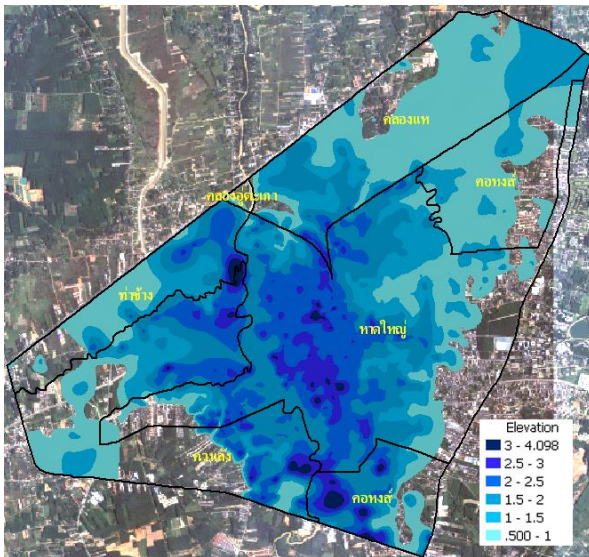 คลองแห
คอหงส์
คลองอู่ตะเภา
ท่าช้าง
หาดใหญ่
ควนลัง
คอหงส์
Elevation
3 - 4.098
2.5 - 3
2 - 2.5
1.5 - 2
1 - 1.5
.500 - 1